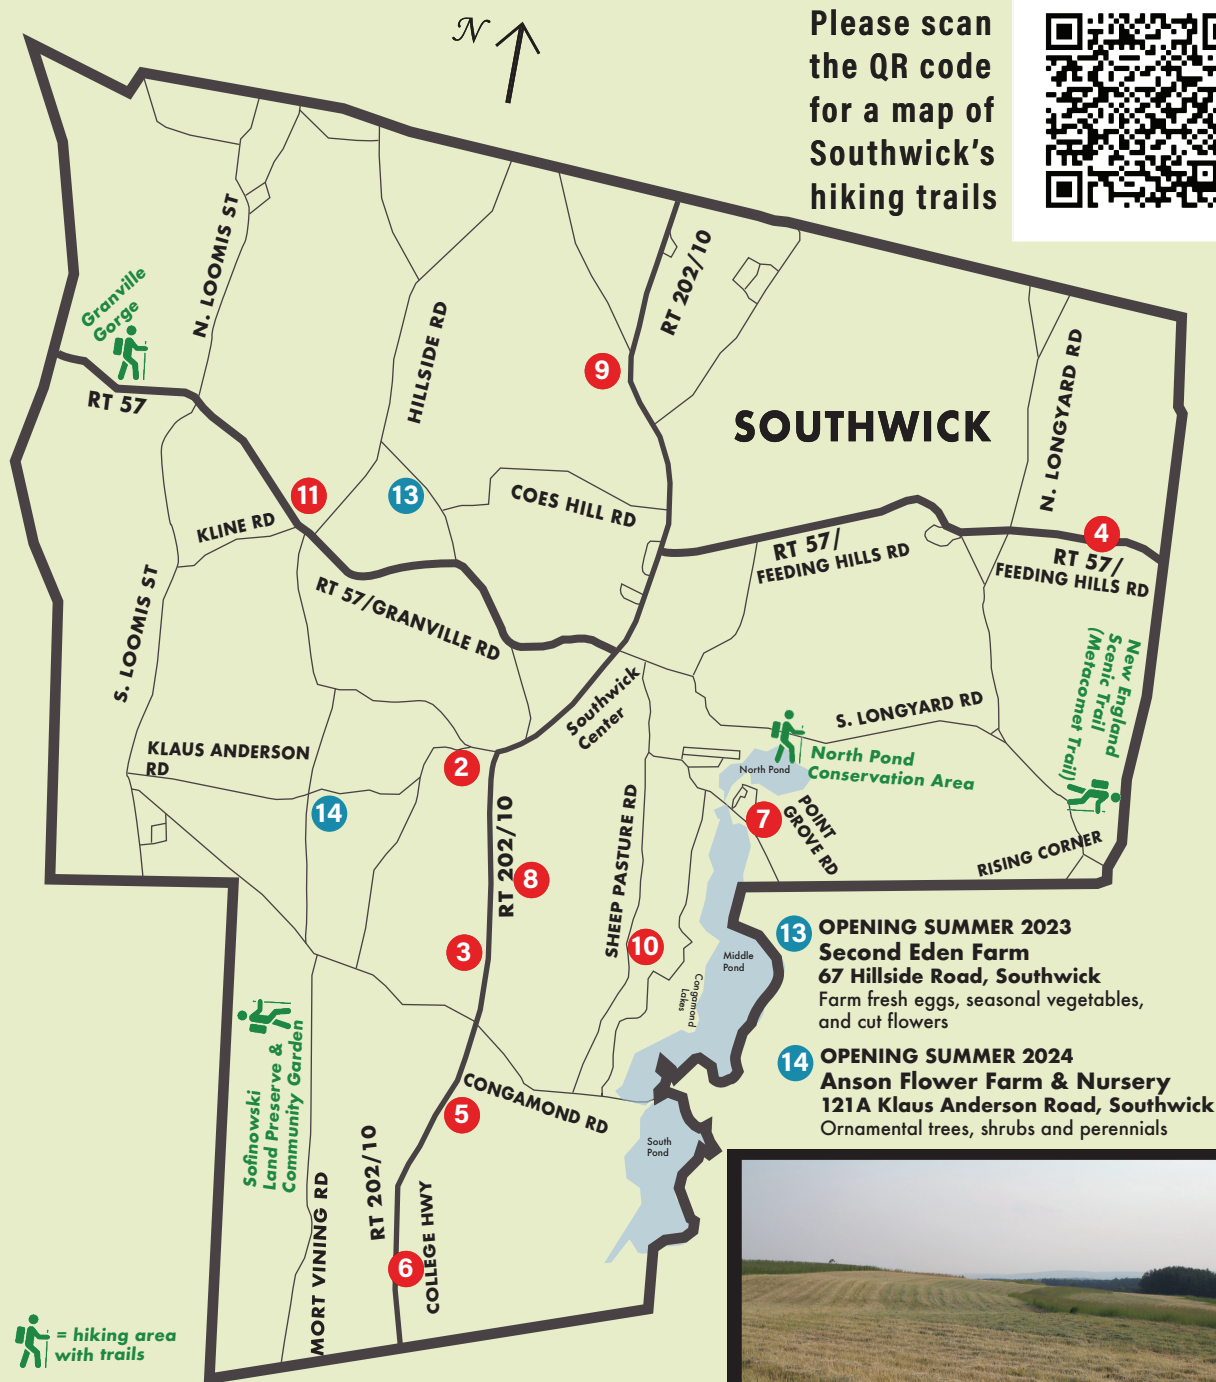 N
Please scan
the QR code
for a map of
Southwick's
hiking trails
N. LOOMIS ST
Granville
Gorge
RT 57
HILLSIDE RD
RT 202/10
9
SOUTHWICK
N. LONGYARD RD
11
13
KLINE RD
COES HILL RD
4
RT 57/
FEEDING HILLS RD
RT 57/
FEEDING HILLS RD
S. LOOMIS ST
RT 57/GRANVILLE RD
New England
Scenic Trail
(Metacomet Trail)
Southwick
Center
S. LONGYARD RD
KLAUS ANDERSON
RD
2
North Pond
North Pond
Conservation Area
14
RT 202/10
SHEEP PASTURE RD
7
POINT
GROVE RD
RISING CORNER
8
3
10
Middle
Pond
Congamond
Lakes
13
OPENING SUMMER 2023
Second Eden Farm
67 Hillside Road, Southwick
Farm fresh eggs, seasonal vegetables,
and cut flowers
14
OPENING SUMMER 2024
Anson Flower Farm & Nursery
121A Klaus Anderson Road, Southwick
Ornamental trees, shrubs and perennials
Sofinowski
Land Preserve &
Community Garden
CONGAMOND RD
5
South
Pond
RT 202/10
MORT VINING RD
COLLEGE HWY
6
= hiking area
with trails